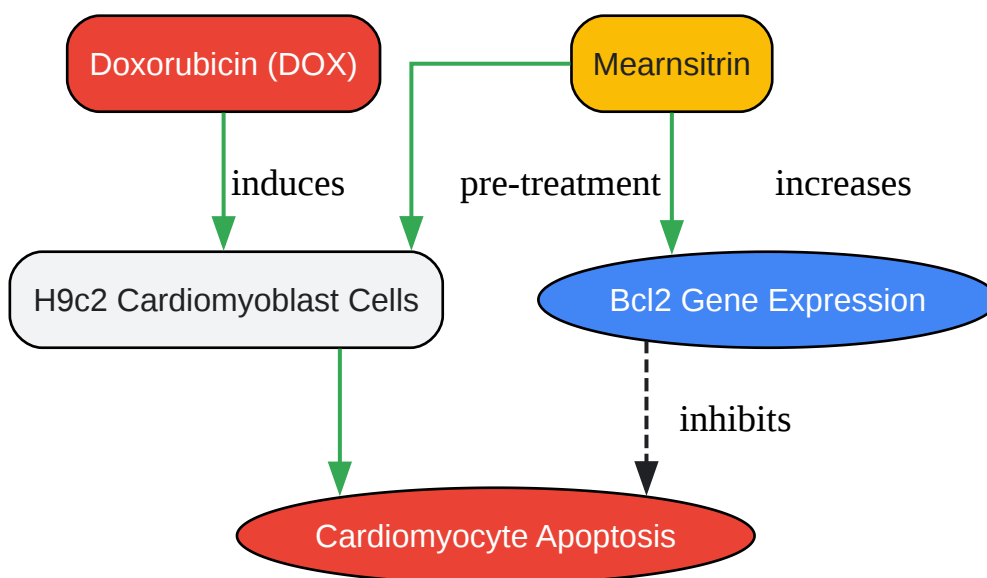 Doxorubicin (DOX)
Mearnsitrin
induces
pre-treatment
increases
H9c2 Cardiomyoblast Cells
Bcl2 Gene Expression
inhibits
Cardiomyocyte Apoptosis